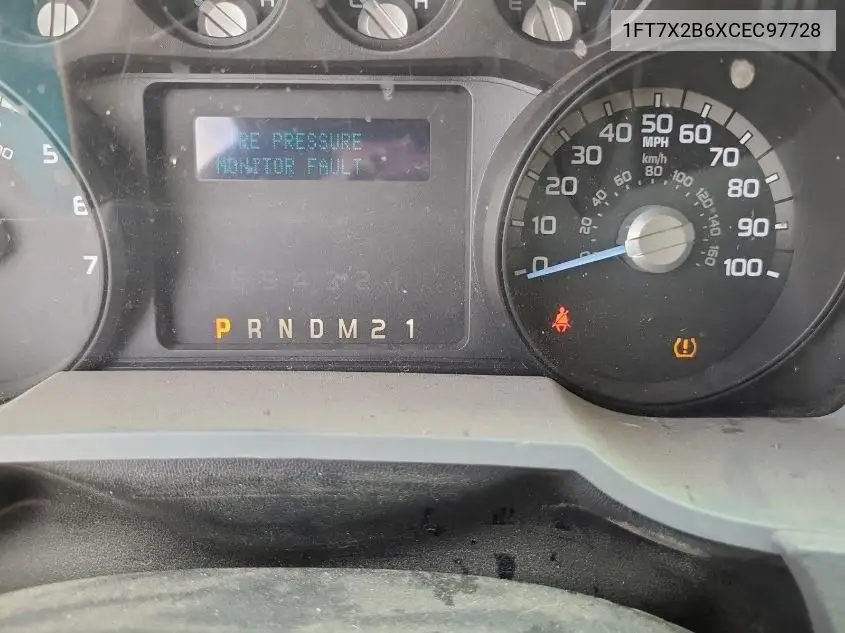 1FT7X2B6XCEC97728
H
L H
E F
RE PRESSURE
MONITOR FAULT
5
6
7
P R N D M 2 1
0 10 20 30 40 50 60 70 80 90 100
MPH
km/h
20 40 60 80 100 120 140 160